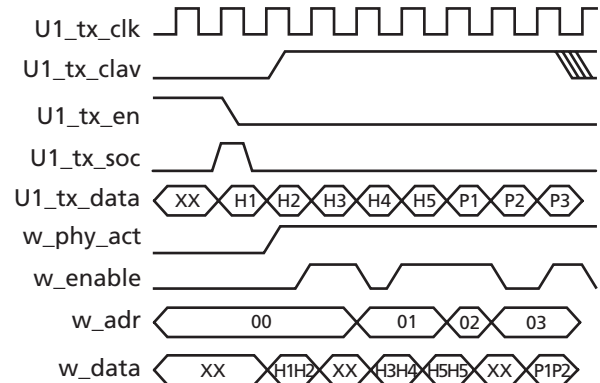 U1_tx_clk
U1_tx_clav
U1_tx_en
U1_tx_soc
U1_tx_data XX H1 H2 H3 H4 H5 P1 P2 P3
w_phy_act
w_enable
w_adr 00 01 02 03
w_data XX H1H2 XX H3H4 H5H5 XX P1P2